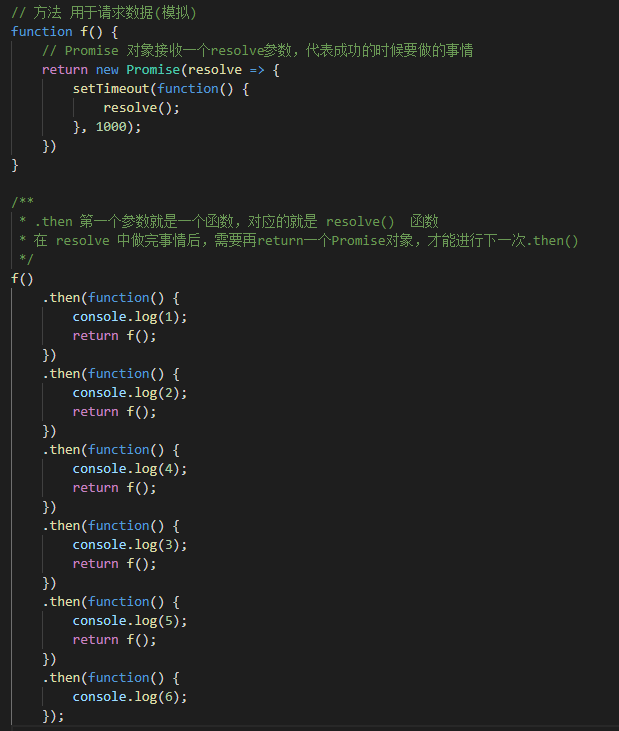 // 方法 用于请求数据(模拟)
function f() {
    // Promise 对象接收一个resolve参数，代表成功的时候要做的事情
    return new Promise(resolve => {
        setTimeout(function() {
            resolve();
        }, 1000);
    })
}

/**
 * .then 第一个参数就是一个函数，对应的就是 resolve()  函数
 * 在 resolve 中做完事情后，需要再return一个Promise对象，才能进行下一次.then()
 */
f()
    .then(function() {
        console.log(1);
        return f();
    })
    .then(function() {
        console.log(2);
        return f();
    })
    .then(function() {
        console.log(4);
        return f();
    })
    .then(function() {
        console.log(3);
        return f();
    })
    .then(function() {
        console.log(5);
        return f();
    })
    .then(function() {
        console.log(6);
    });